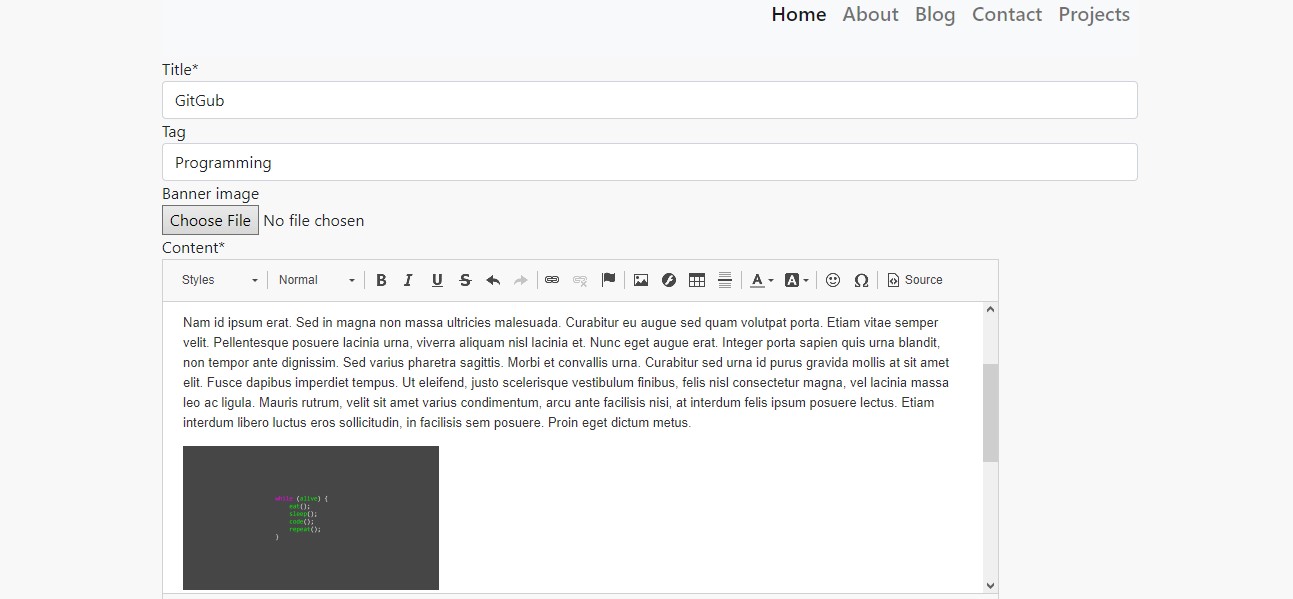 Home About Blog Contact Projects
Title*
GitGub
Tag
Programming
Banner image
Choose File No file chosen
Content*
Styles Normal B I U S A A Ω Source
Nam id ipsum erat. Sed in magna non massa ultricies malesuada. Curabitur eu augue sed quam volutpat porta. Etiam vitae semper
velit. Pellentesque posuere lacinia urna, viverra aliquam nisl lacinia et. Nunc eget augue erat. Integer porta sapien quis urna blandit,
non tempor ante dignissim. Sed varius pharetra sagittis. Morbi et convallis urna. Curabitur sed urna id purus gravida mollis at sit amet
elit. Fusce dapibus imperdiet tempus. Ut eleifend, justo scelerisque vestibulum finibus, felis nisl consectetur magna, vel lacinia massa
leo ac ligula. Mauris rutrum, velit sit amet varius condimentum, arcu ante facilisis nisi, at interdum felis ipsum posuere lectus. Etiam
interdum libero luctus eros sollicitudin, in facilisis sem posuere. Proin eget dictum metus.
while (alive) {
eat();
sleep();
code();
repeat();
}